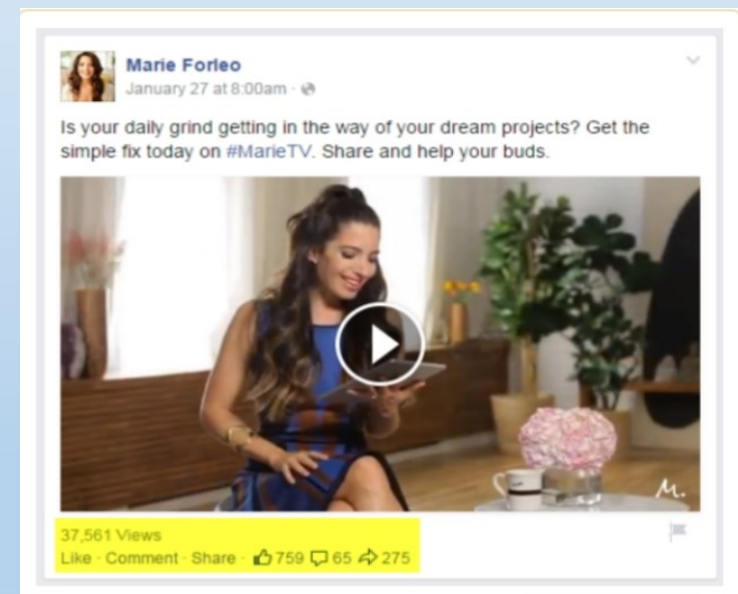 Marie Forleo
January 27 at 8:00am ·
Is your daily grind getting in the way of your dream projects? Get the
simple fix today on #MarieTV. Share and help your buds.
M.
37,561 Views
Like · Comment · Share · 759 65 275